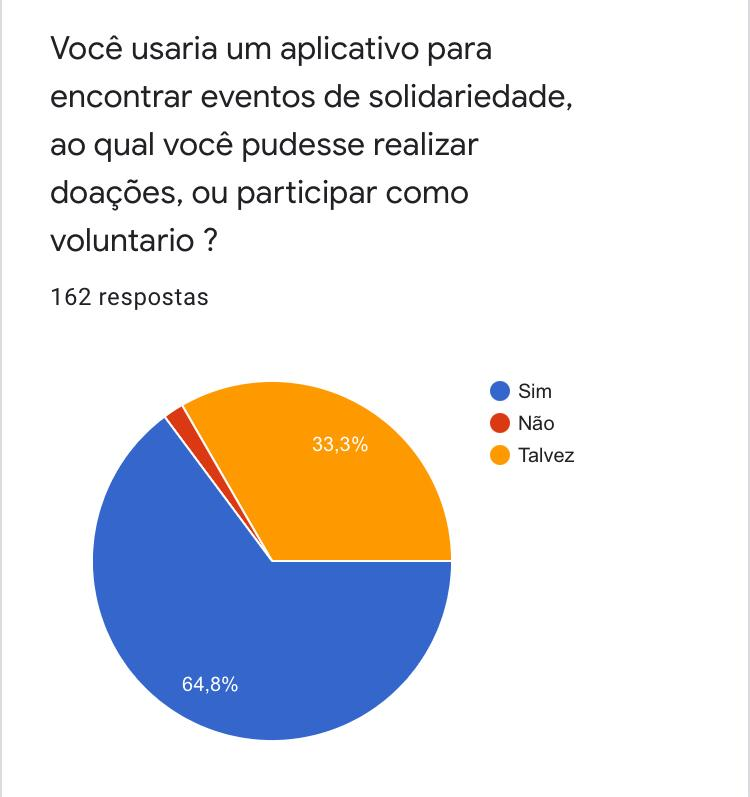 Você usaria um aplicativo para
encontrar eventos de solidariedade,
ao qual você pudesse realizar
doações, ou participar como
voluntario ?
162 respostas
Sim
Não
Talvez
33,3%
64,8%